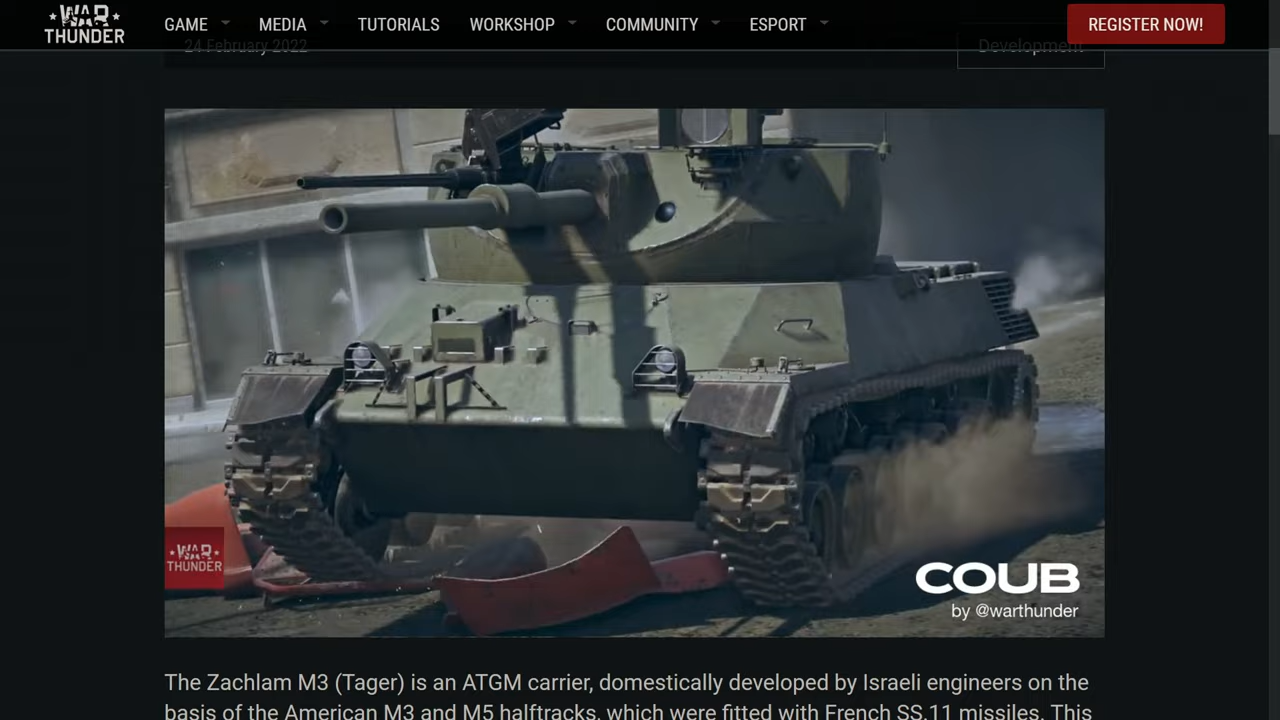 WAR
THUNDER
GAME
MEDIA
TUTORIALS
WORKSHOP
COMMUNITY
ESPORT
REGISTER NOW!
24 February 2022
Development
WAR
THUNDER
COUB
by @warthunder
The Zachlam M3 (Tager) is an ATGM carrier, domestically developed by Israeli engineers on the
basis of the American M3 and M5 halftracks, which were fitted with French SS.11 missiles. This